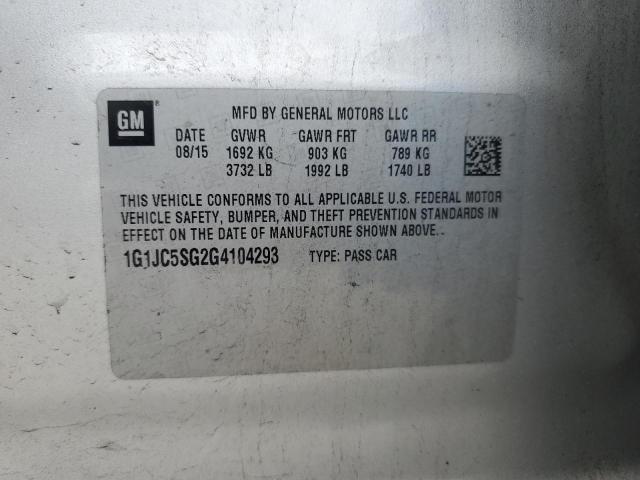 GM®
MFD BY GENERAL MOTORS LLC
DATE GVWR GAWR FRT GAWR RR
08/15 1692 KG 903 KG 789 KG
3732 LB 1992 LB 1740 LB
THIS VEHICLE CONFORMS TO ALL APPLICABLE U.S. FEDERAL MOTOR
VEHICLE SAFETY, BUMPER, AND THEFT PREVENTION STANDARDS IN
EFFECT ON THE DATE OF MANUFACTURE SHOWN ABOVE.
1G1JC5SG2G4104293 TYPE: PASS CAR